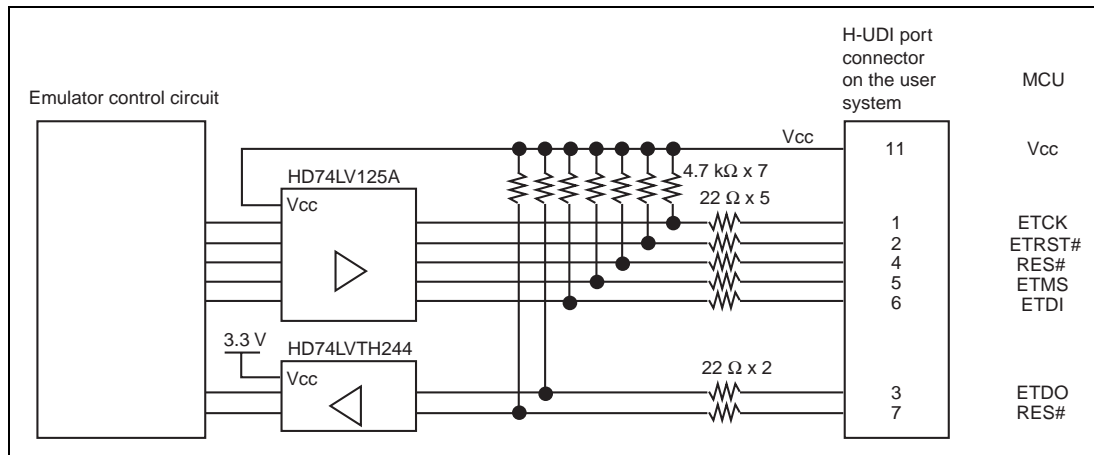 H-UDI port
connector
on the user
system
MCU
Emulator control circuit
Vcc
11
Vcc
HD74LV125A
4.7 kΩ x 7
Vcc
22 Ω x 5
1
ETCK
2
ETRST#
4
RES#
5
ETMS
6
ETDI
3.3 V
HD74LVTH244
Vcc
22 Ω x 2
3
ETDO
7
RES#